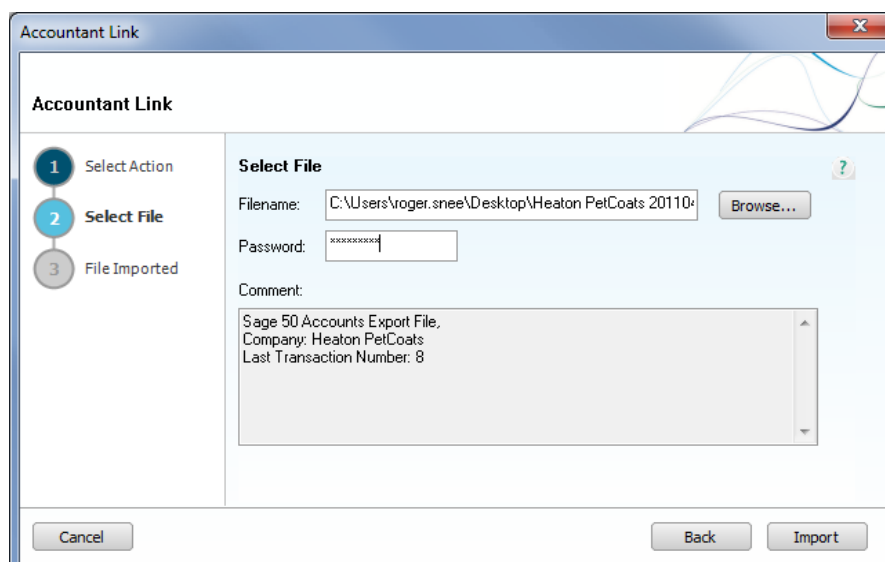 Accountant Link
Accountant Link
1 Select Action
2 Select File
3 File Imported
Select File
?
Filename: C:\Users\roger.snee\Desktop\Heaton PetCoats 20110 Browse...
Password: *********
Comment:
Sage 50 Accounts Export File,
Company: Heaton PetCoats
Last Transaction Number: 8
Cancel Back Import